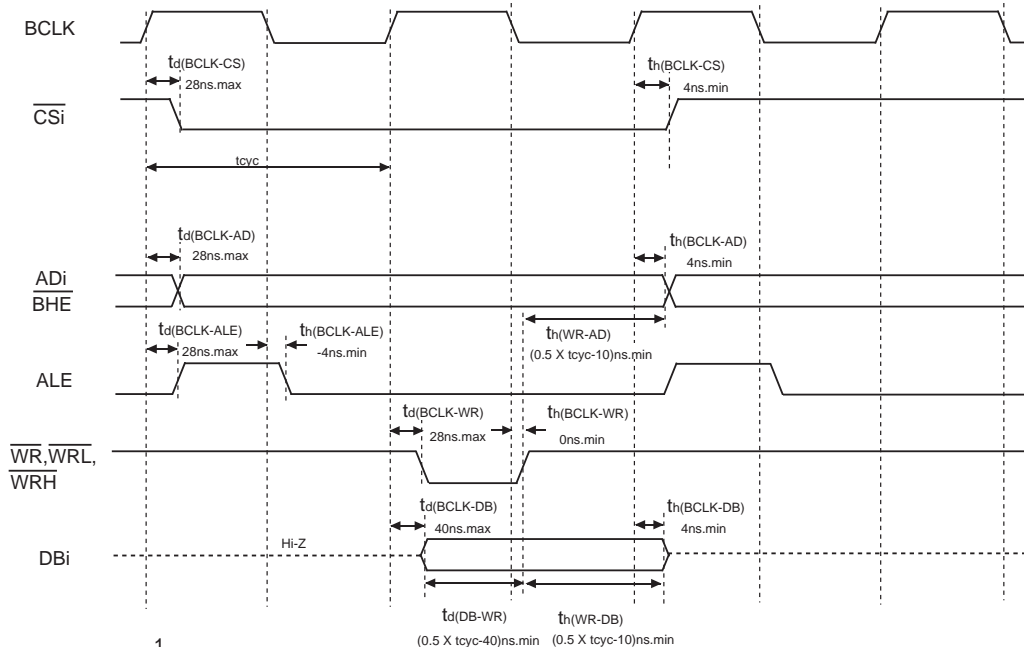 BCLK
td(BCLK-CS)
28ns.max
th(BCLK-CS)
4ns.min
CSi
tcyc
td(BCLK-AD)
28ns.max
th(BCLK-AD)
4ns.min
ADi
BHE
td(BCLK-ALE)
28ns.max
th(BCLK-ALE)
-4ns.min
th(WR-AD)
(0.5 X tcyc-10)ns.min
ALE
td(BCLK-WR)
28ns.max
th(BCLK-WR)
0ns.min
WR,WRL,
WRH
td(BCLK-DB)
40ns.max
th(BCLK-DB)
4ns.min
Hi-Z
DBi
td(DB-WR)
(0.5 X tcyc-40)ns.min
th(WR-DB)
(0.5 X tcyc-10)ns.min
1